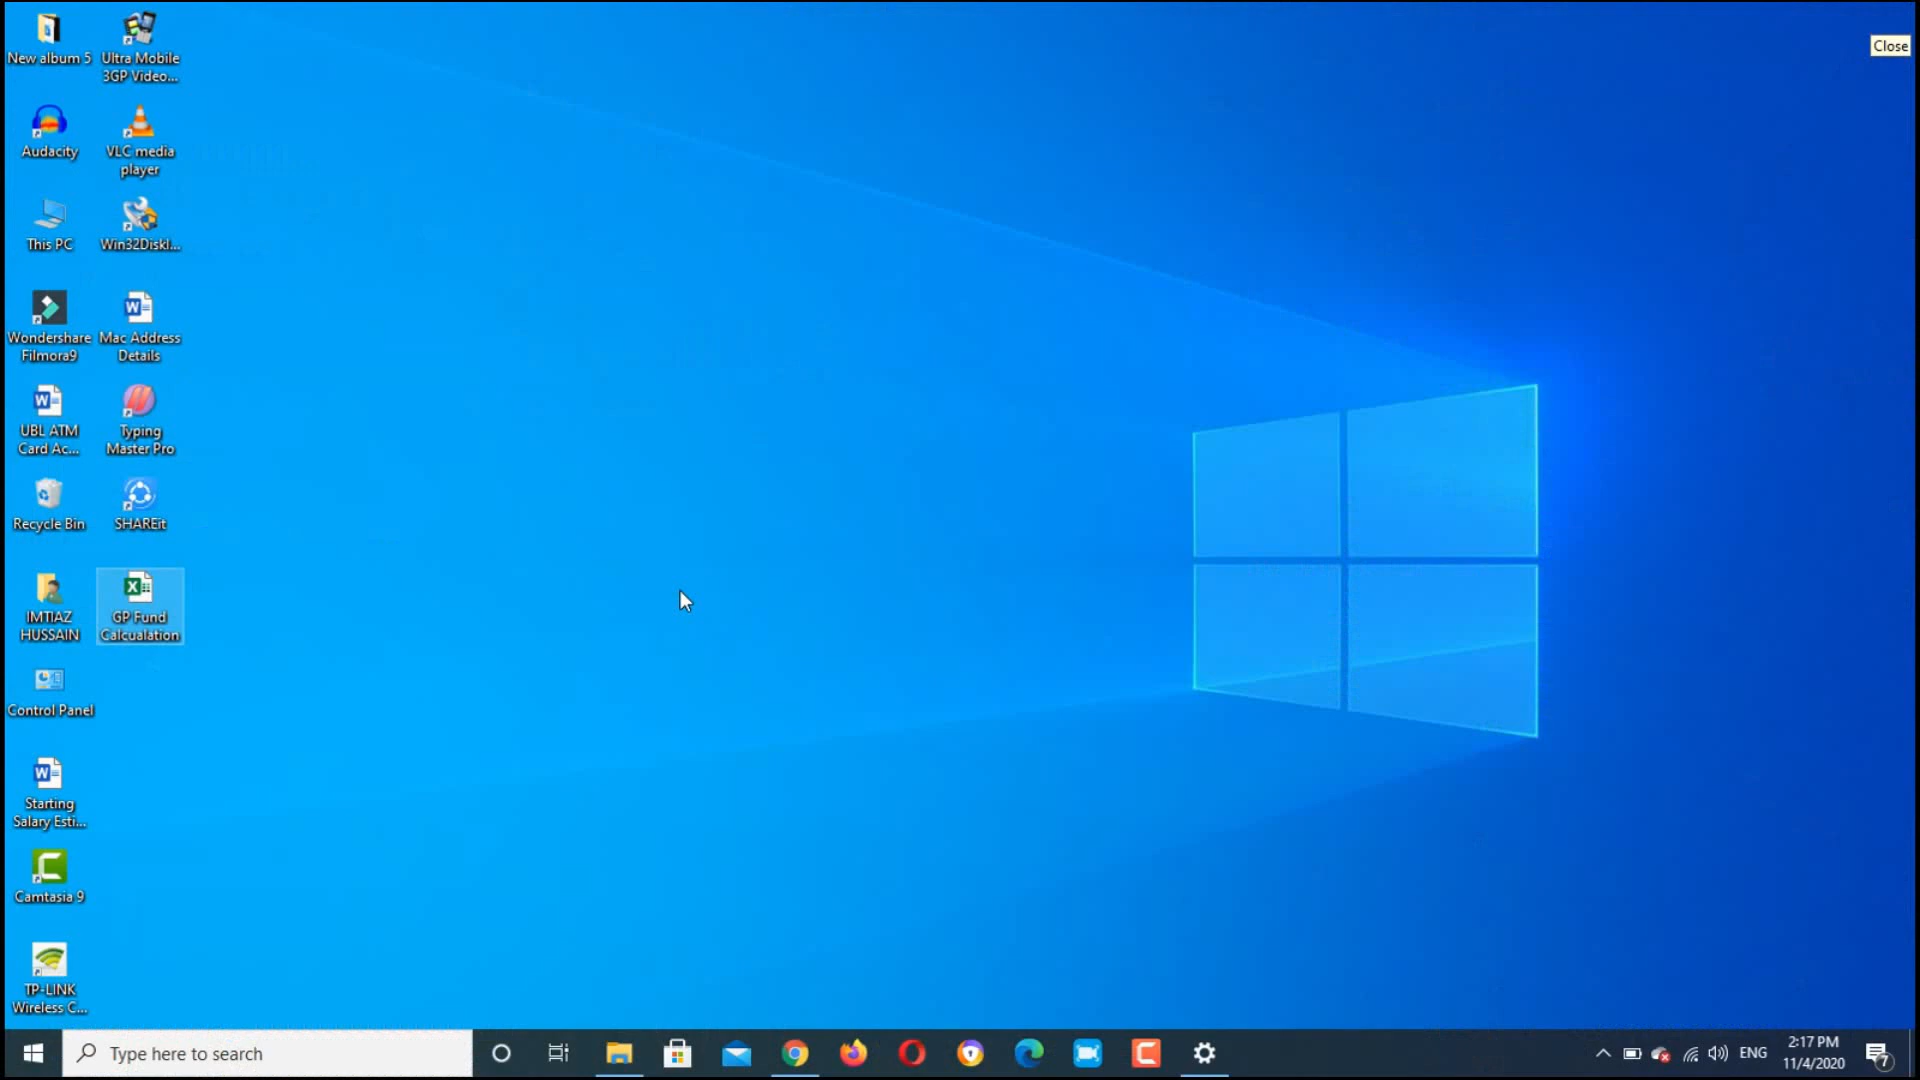 New album 5
Ultra Mobile
3GP Video...
Close
Audacity
VLC media
player
This PC
Win32DiskI...
Wondershare
Filmora9
Mac Address
Details
UBL ATM
Card Ac...
Typing
Master Pro
Recycle Bin
SHAREit
IMTIAZ
HUSSAIN
GP Fund
Calcualation
Control Panel
Starting
Salary Esti...
Camtasia 9
TP-LINK
Wireless C...
Type here to search
ENG
2:17 PM
11/4/2020
7